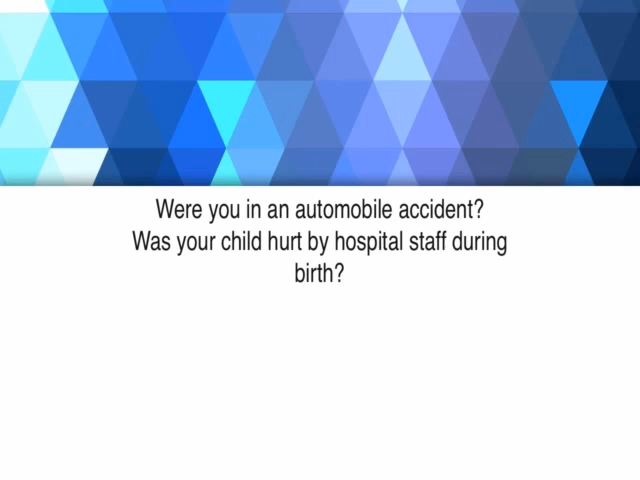 Were you in an automobile accident?
Was your child hurt by hospital staff during
birth?